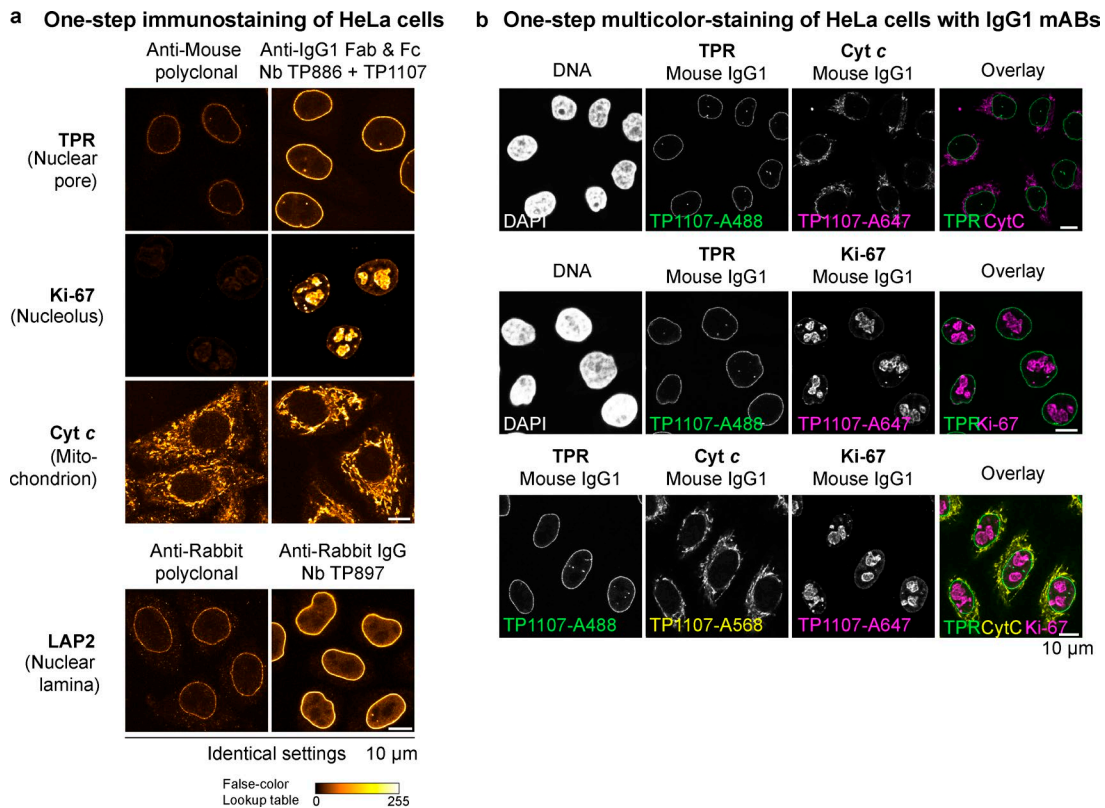 a One-step immunostaining of HeLa cells
Anti-Mouse
polyclonal
Anti-IgG1 Fab & Fc
Nb TP886 + TP1107
TPR
(Nuclear
pore)
Ki-67
(Nucleolus)
Cyt c
(Mito-
chondrion)
Anti-Rabbit
polyclonal
Anti-Rabbit IgG
Nb TP897
LAP2
(Nuclear
lamina)
Identical settings 10 µm
False-color
Lookup table
0 255
b One-step multicolor-staining of HeLa cells with IgG1 mABs
DNA
TPR
Mouse IgG1
Cyt c
Mouse IgG1
Overlay
DAPI
TP1107-A488
TP1107-A647
TPR CytC
DNA
TPR
Mouse IgG1
Ki-67
Mouse IgG1
Overlay
DAPI
TP1107-A488
TP1107-A647
TPR Ki-67
TPR
Mouse IgG1
Cyt c
Mouse IgG1
Ki-67
Mouse IgG1
Overlay
TP1107-A488
TP1107-A568
TP1107-A647
TPR CytC Ki-67
10 µm